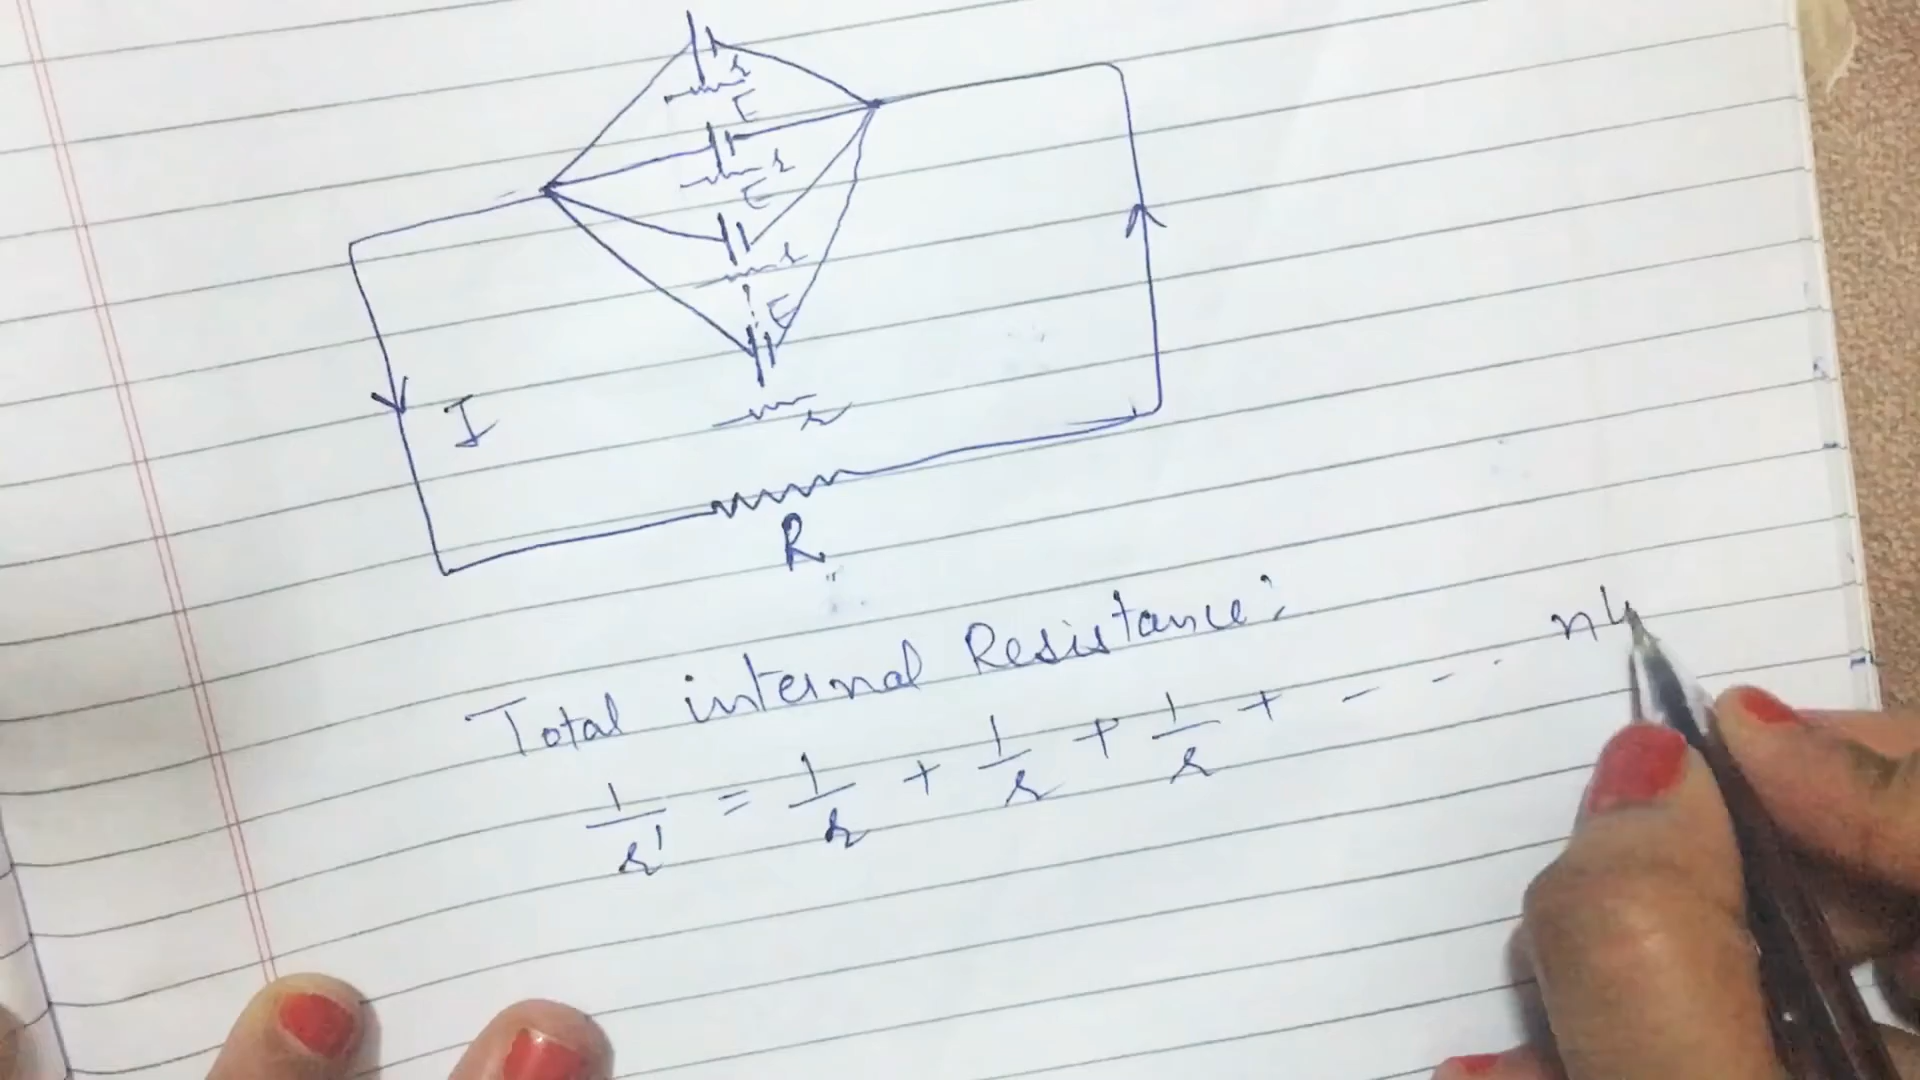 r
E
r
E
r
E
r
I
R
Total internal Resistance:
1/r' = 1/r + 1/r + 1/r + - - . n